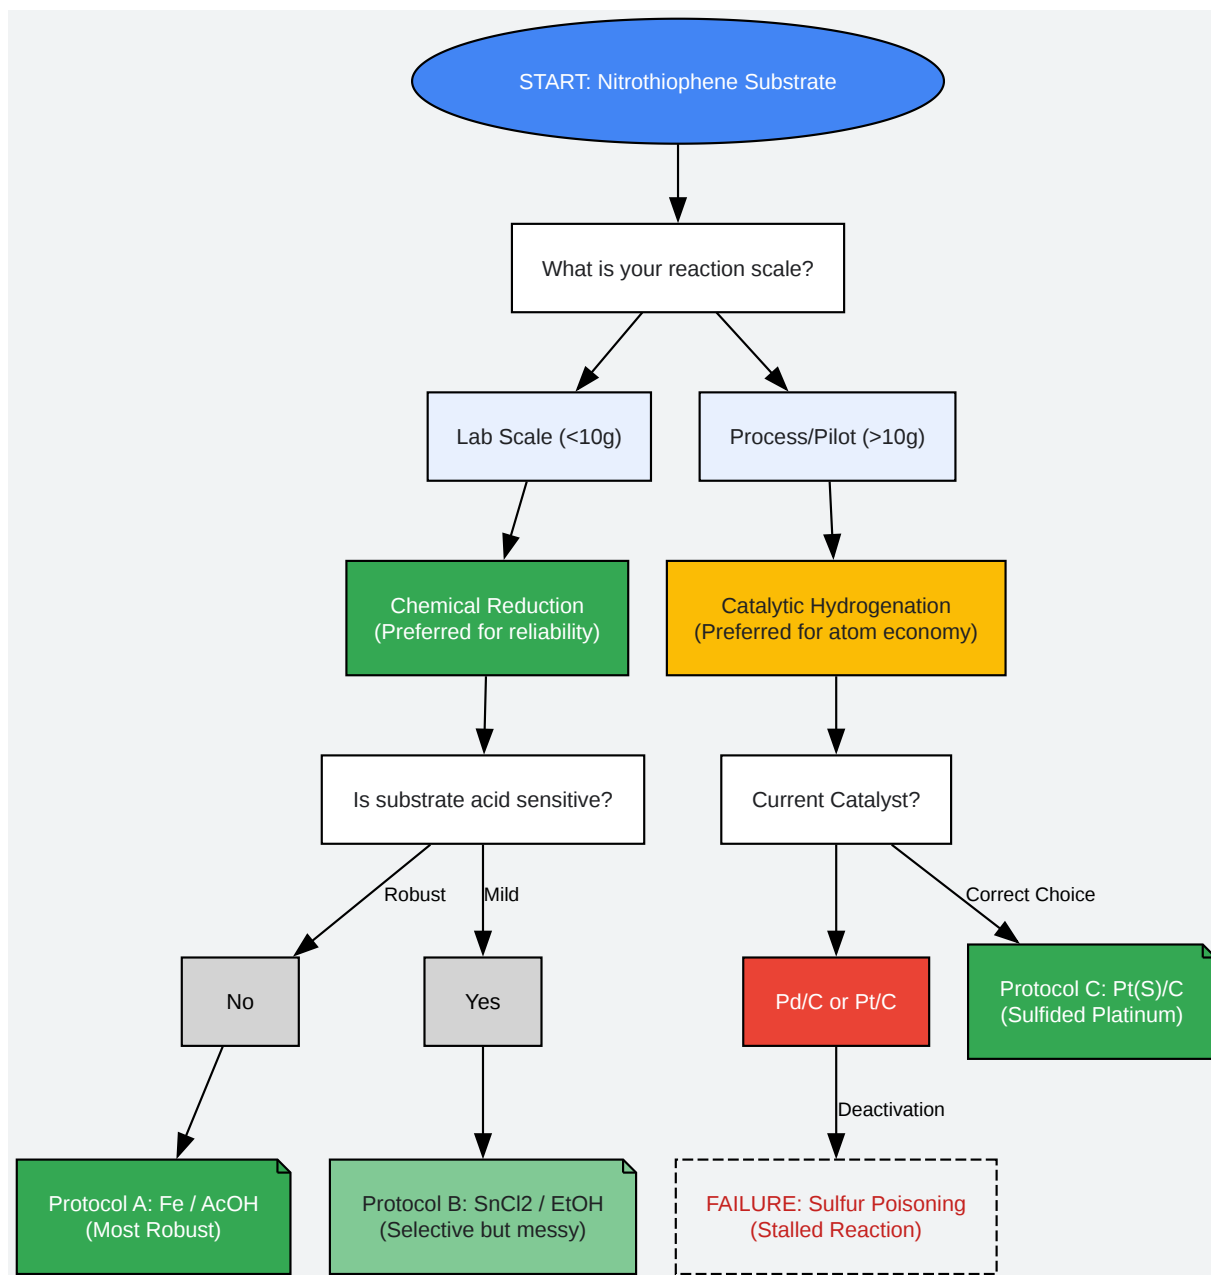 START: Nitrothiophene Substrate
What is your reaction scale?
Lab Scale (<10g)
Process/Pilot (>10g)
Chemical Reduction
(Preferred for reliability)
Catalytic Hydrogenation
(Preferred for atom economy)
Is substrate acid sensitive?
Current Catalyst?
Robust
Mild
Correct Choice
No
Yes
Pd/C or Pt/C
Protocol C: Pt(S)/C
(Sulfided Platinum)
Deactivation
Protocol A: Fe / AcOH
(Most Robust)
Protocol B: SnCl2 / EtOH
(Selective but messy)
FAILURE: Sulfur Poisoning
(Stalled Reaction)